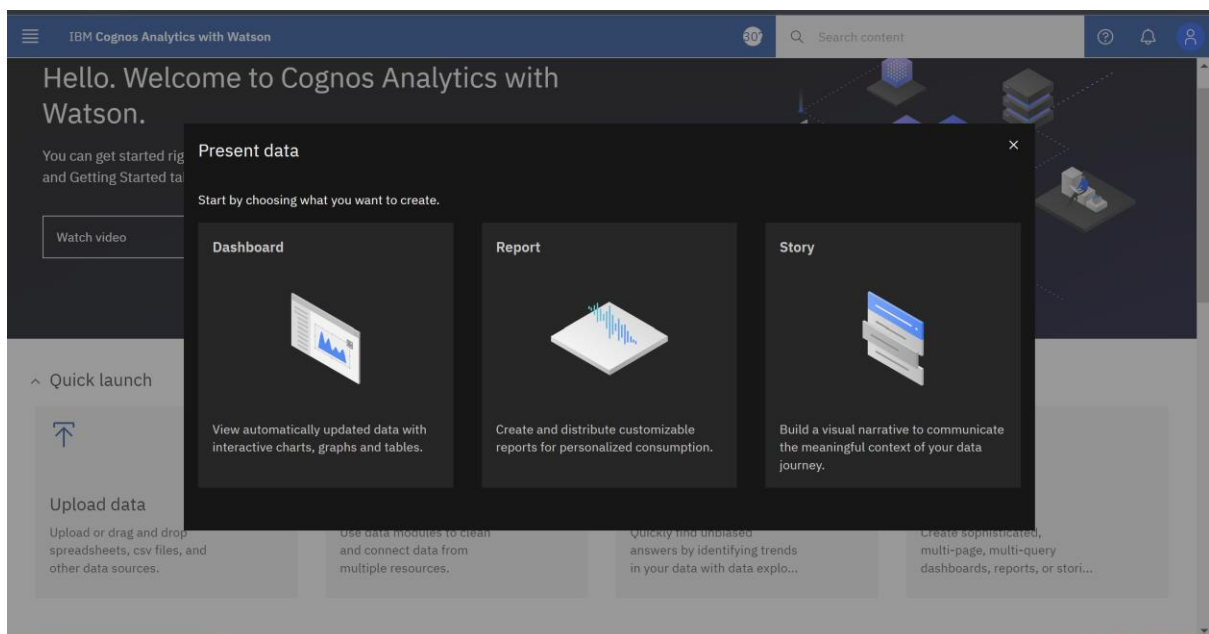 IBM Cognos Analytics with Watson
Search content
Hello. Welcome to Cognos Analytics with
Watson.
You can get started rig
and Getting Started ta
Watch video
Present data
Start by choosing what you want to create.
Dashboard
View automatically updated data with
interactive charts, graphs and tables.
Report
Create and distribute customizable
reports for personalized consumption.
Story
Build a visual narrative to communicate
the meaningful context of your data
journey.
Quick launch
Upload data
Upload or drag and drop
spreadsheets, csv files, and
other data sources.
Use data modules to clean
and connect data from
multiple resources.
Quickly find unbiased
answers by identifying trends
in your data with data explo...
Create sophisticated,
multi-page, multi-query
dashboards, reports, or stori...